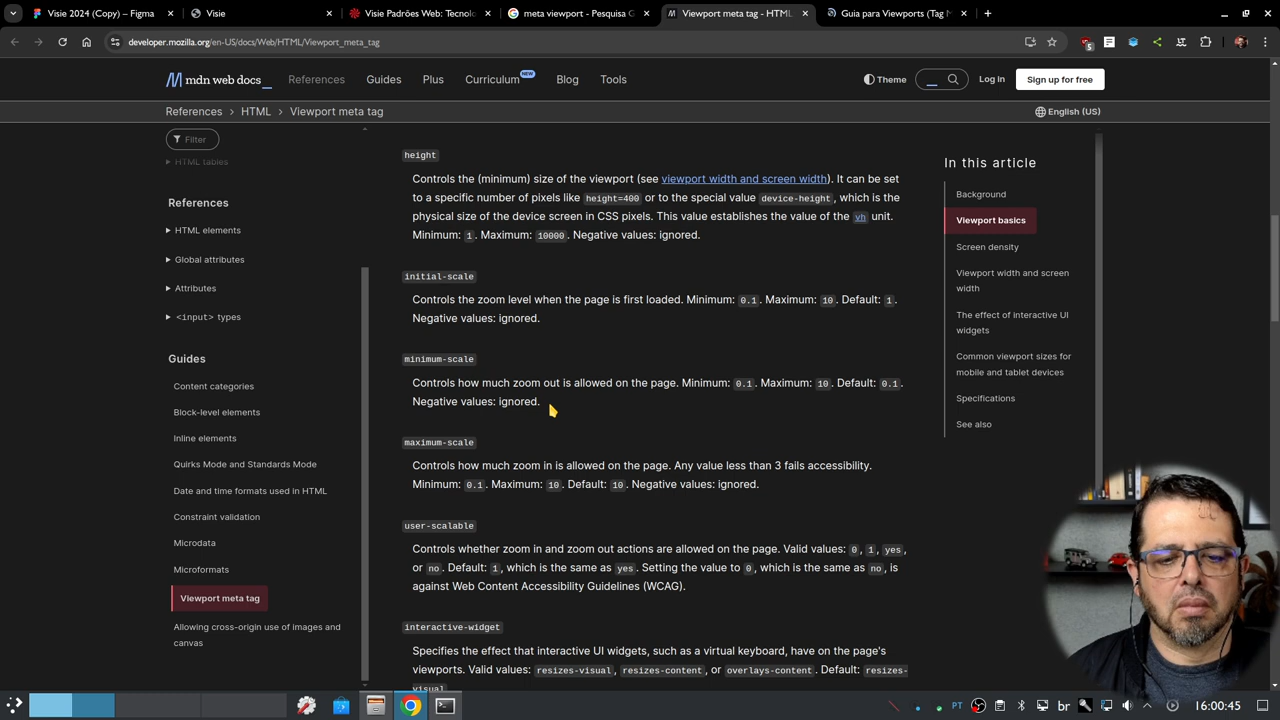 Visie 2024 (Copy) – Figma
Visie
Visie Padrões Web: Tecnolo
meta viewport - Pesquisa G
Viewport meta tag - HTML
Guia para Viewports (Tag M
developer.mozilla.org/en-US/docs/Web/HTML/Viewport_meta_tag
5
mdn web docs_
References
Guides
Plus
Curriculum NEW
Blog
Tools
Theme
Log in
Sign up for free
References > HTML > Viewport meta tag
English (US)
Filter
HTML tables
References
HTML elements
Global attributes
Attributes
<input> types
Guides
Content categories
Block-level elements
Inline elements
Quirks Mode and Standards Mode
Date and time formats used in HTML
Constraint validation
Microdata
Microformats
Viewport meta tag
Allowing cross-origin use of images and
canvas
height
Controls the (minimum) size of the viewport (see viewport width and screen width). It can be set
to a specific number of pixels like height=400 or to the special value device-height, which is the
physical size of the device screen in CSS pixels. This value establishes the value of the vh unit.
Minimum: 1. Maximum: 10000. Negative values: ignored.
initial-scale
Controls the zoom level when the page is first loaded. Minimum: 0.1. Maximum: 10. Default: 1.
Negative values: ignored.
minimum-scale
Controls how much zoom out is allowed on the page. Minimum: 0.1. Maximum: 10. Default: 0.1.
Negative values: ignored.
maximum-scale
Controls how much zoom in is allowed on the page. Any value less than 3 fails accessibility.
Minimum: 0.1. Maximum: 10. Default: 10. Negative values: ignored.
user-scalable
Controls whether zoom in and zoom out actions are allowed on the page. Valid values: 0, 1, yes,
or no. Default: 1, which is the same as yes. Setting the value to 0, which is the same as no, is
against Web Content Accessibility Guidelines (WCAG).
interactive-widget
Specifies the effect that interactive UI widgets, such as a virtual keyboard, have on the page's
viewports. Valid values: resizes-visual, resizes-content, or overlays-content. Default: resizes-
visual
In this article
Background
Viewport basics
Screen density
Viewport width and screen
width
The effect of interactive UI
widgets
Common viewport sizes for
mobile and tablet devices
Specifications
See also
PT
br
16:00:45